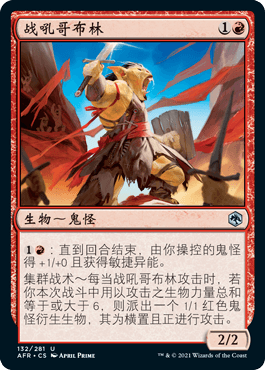 战吼哥布林 1
生物～鬼怪
1 ：直到回合结束，由你操控的鬼怪
得 +1/+0 且获得敏捷异能。
集群战术～每当战吼哥布林攻击时，若
你本次战斗中用以攻击之生物力量总和
等于或大于 6，则派出一个 1/1 红色鬼
怪衍生生物，其为横置且正进行攻击。
2/2
132/281 U
AFR • CS APRIL PRIME
™ & © 2021 Wizards of the Coast